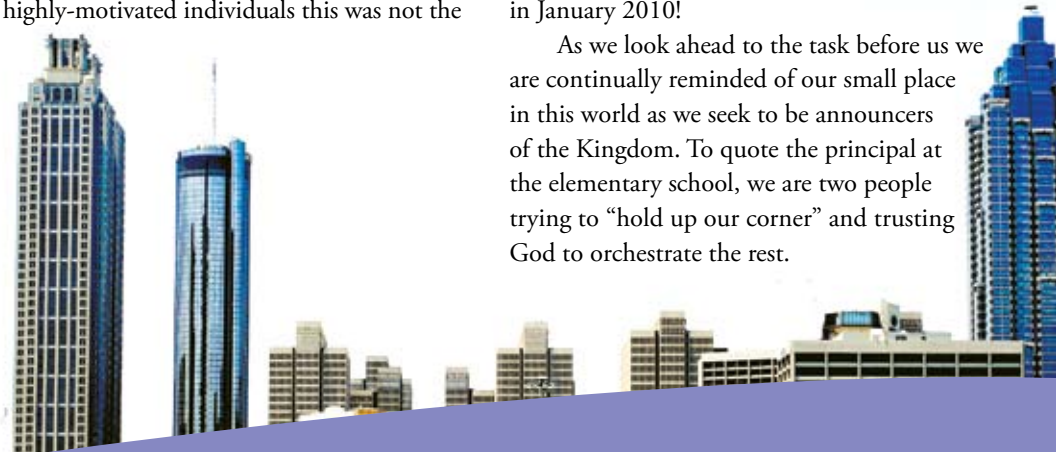 highly-motivated individuals this was not the
in January 2010!
As we look ahead to the task before us we
are continually reminded of our small place
in this world as we seek to be announcers
of the Kingdom. To quote the principal at
the elementary school, we are two people
trying to “hold up our corner” and trusting
God to orchestrate the rest.